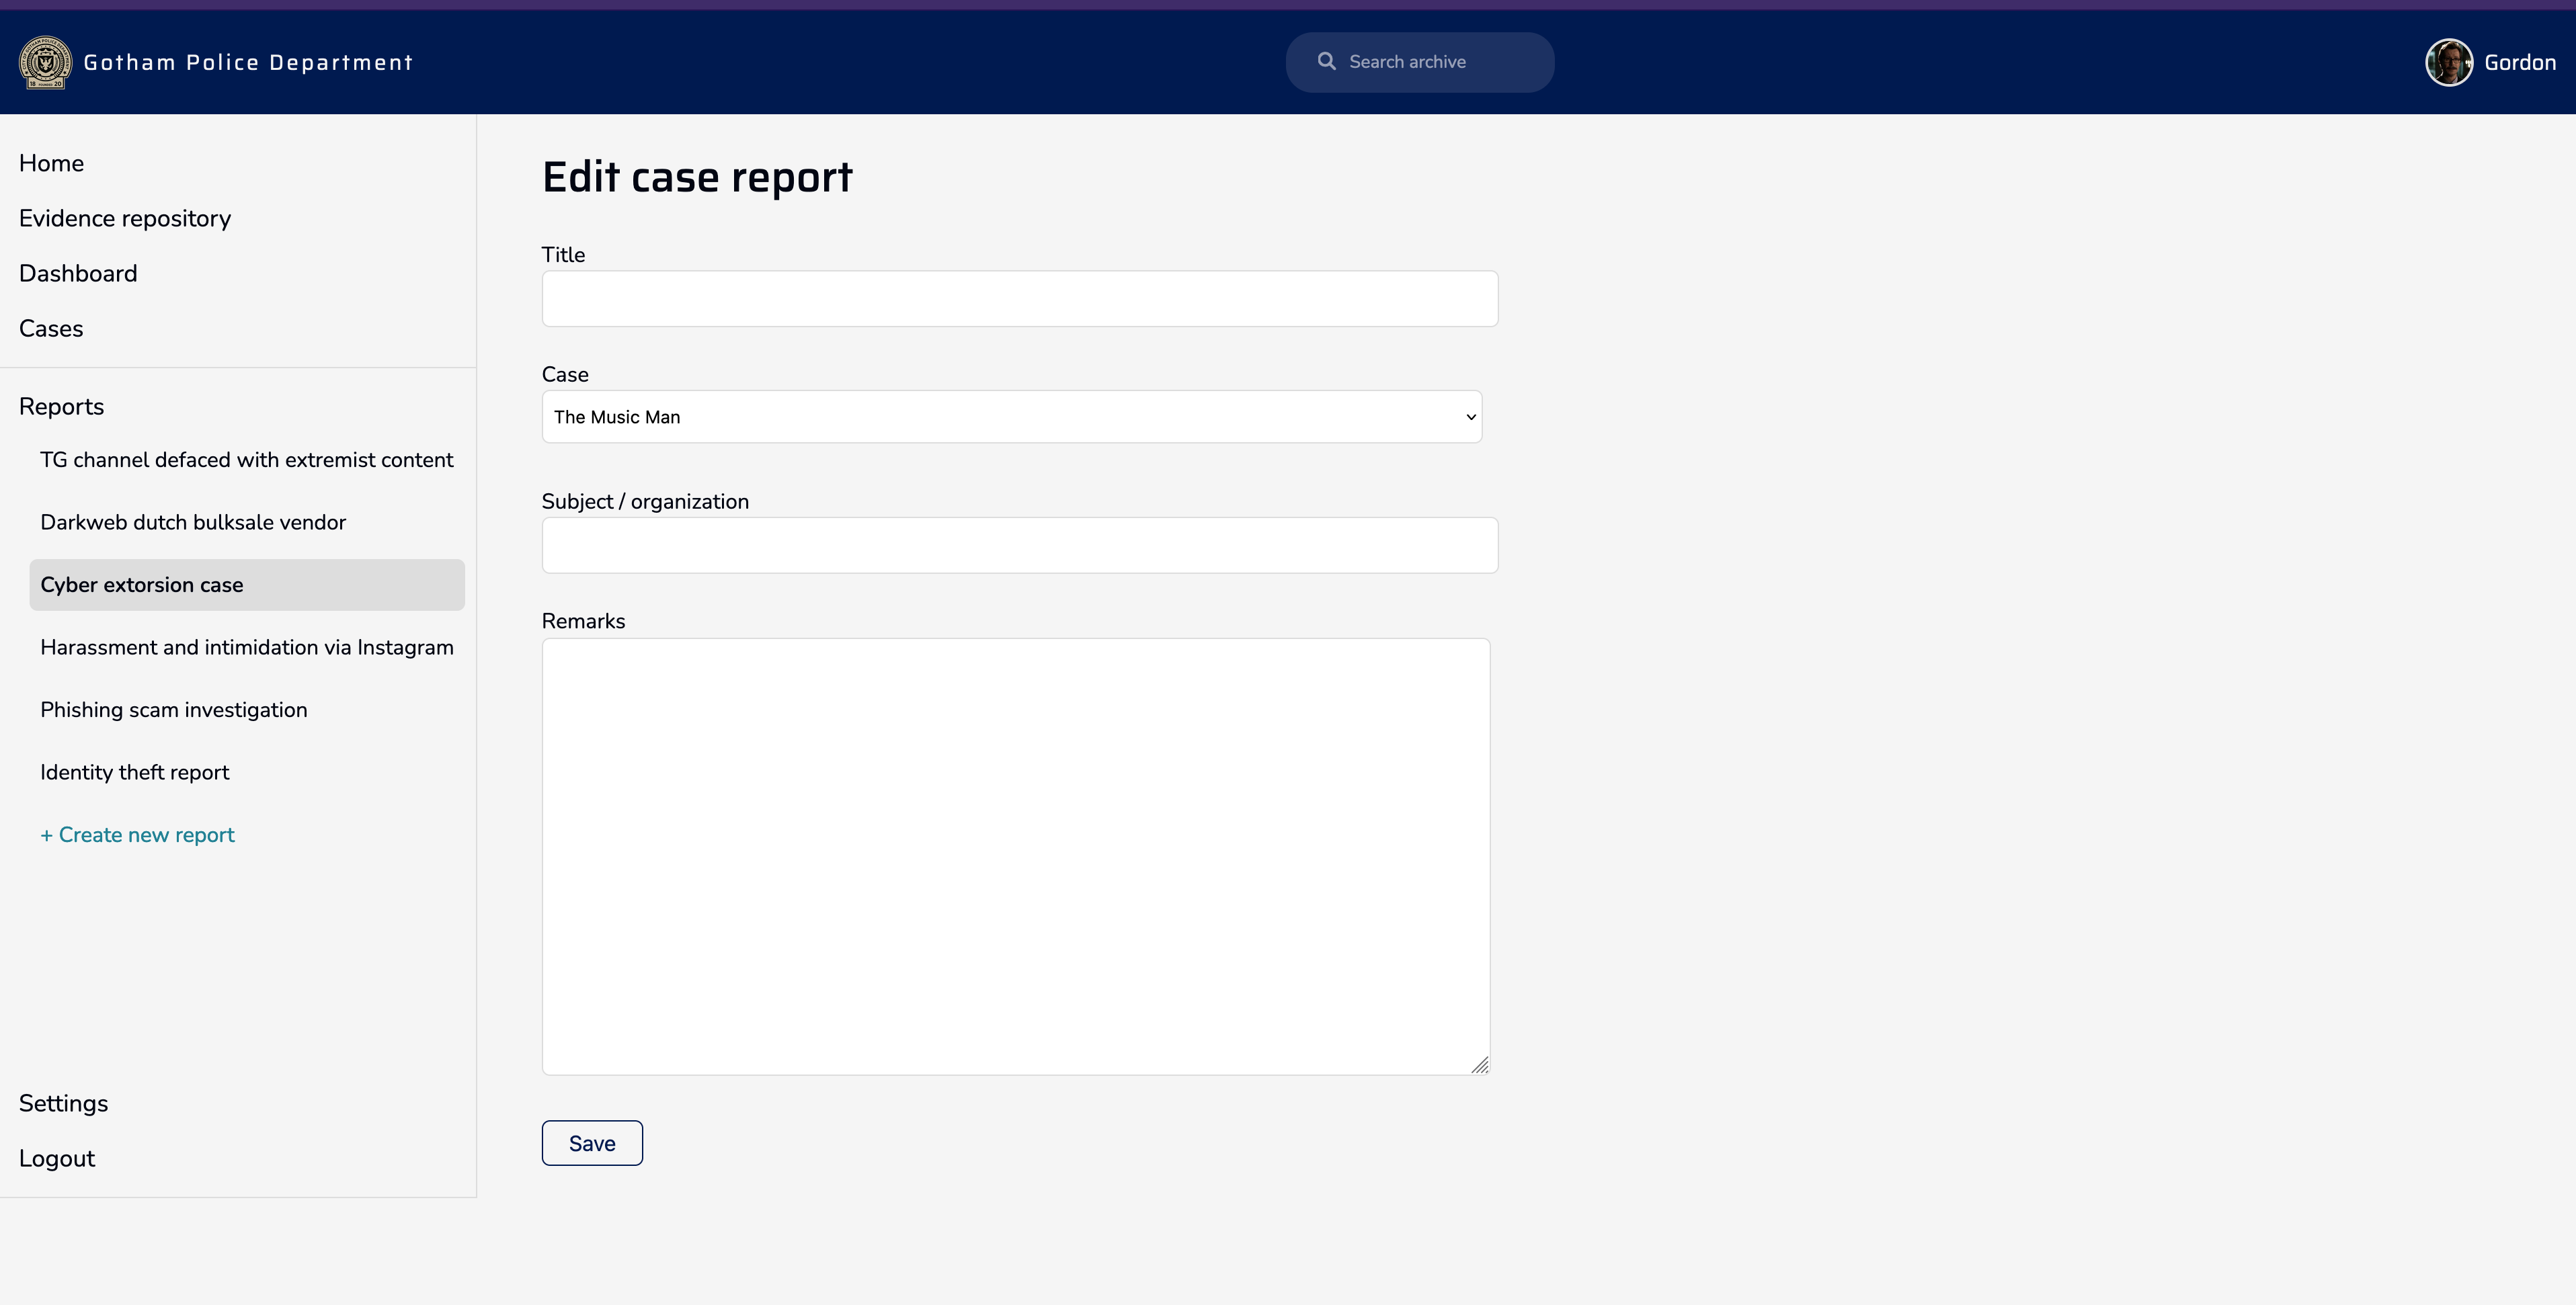 Gotham Police Department
Search archive
Gordon
Home
Evidence repository
Dashboard
Cases
Reports
TG channel defaced with extremist content
Darkweb dutch bulksale vendor
Cyber extorsion case
Harassment and intimidation via Instagram
Phishing scam investigation
Identity theft report
+ Create new report
Settings
Logout
Edit case report
Title
Case
The Music Man
Subject / organization
Remarks
Save